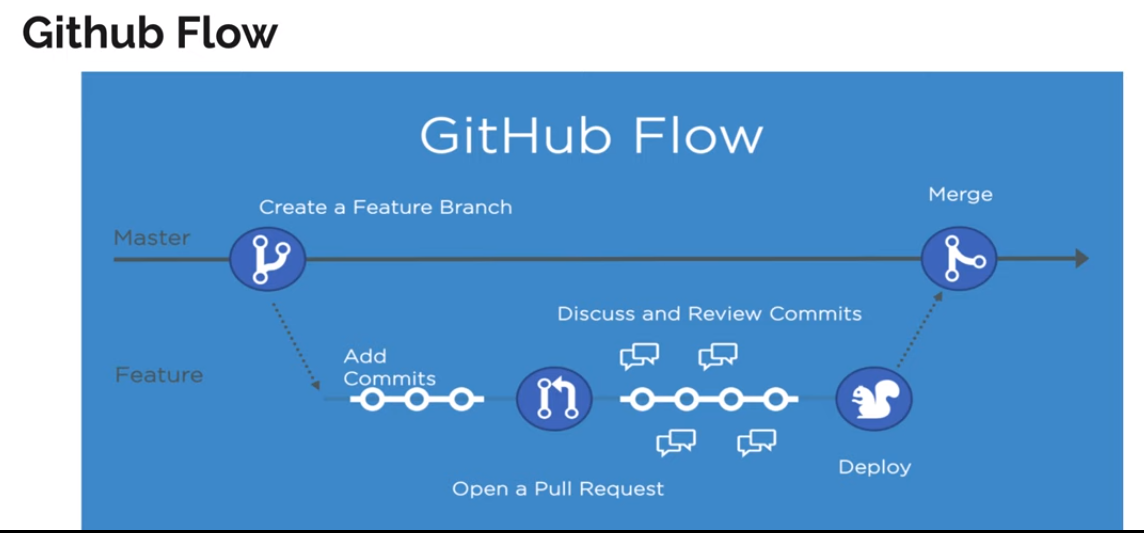 Github Flow
GitHub Flow
Create a Feature Branch
Merge
Master
Discuss and Review Commits
Add
Commits
Feature
Deploy
Open a Pull Request